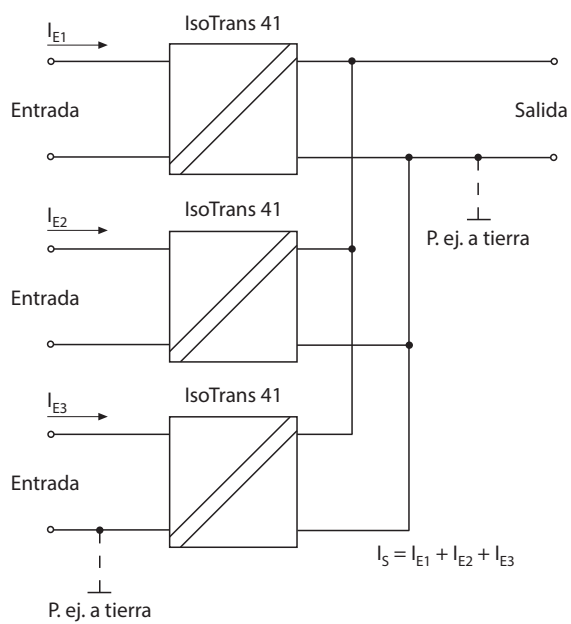 IsoTrans 41
I_E1
Entrada
Salida
P. ej. a tierra
IsoTrans 41
I_E2
Entrada
IsoTrans 41
I_E3
Entrada
P. ej. a tierra
I_S = I_E1 + I_E2 + I_E3